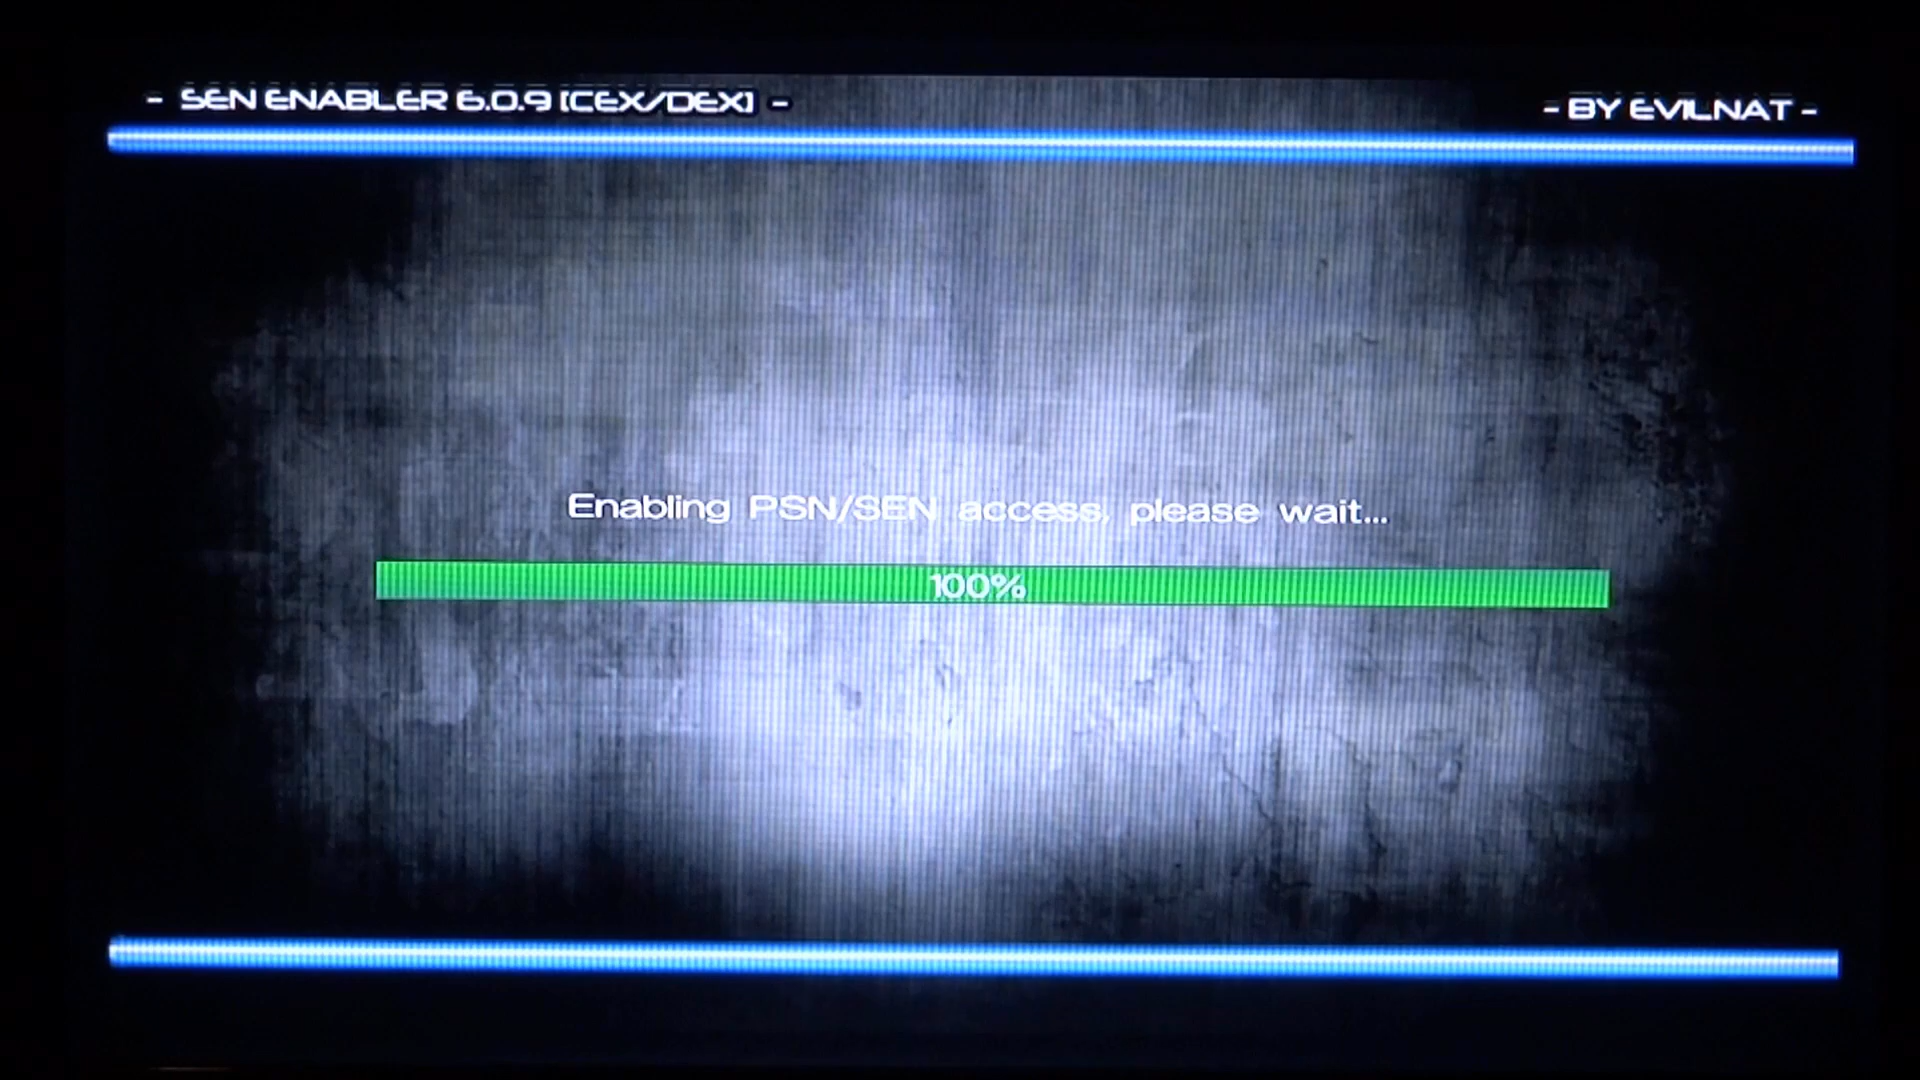 - SEN ENABLER 6.0.9 [CEX/DEX] -
- BY EVILNAT -
Enabling PSN/SEN access, please wait...
100%